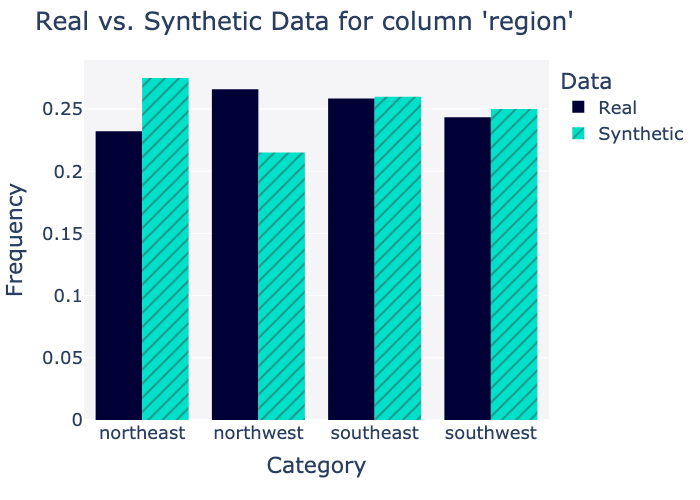 Real vs. Synthetic Data for column 'region'
Data
Real
Synthetic
Frequency
0.25
0.2
0.15
0.1
0.05
0
northeast northwest southeast southwest
Category